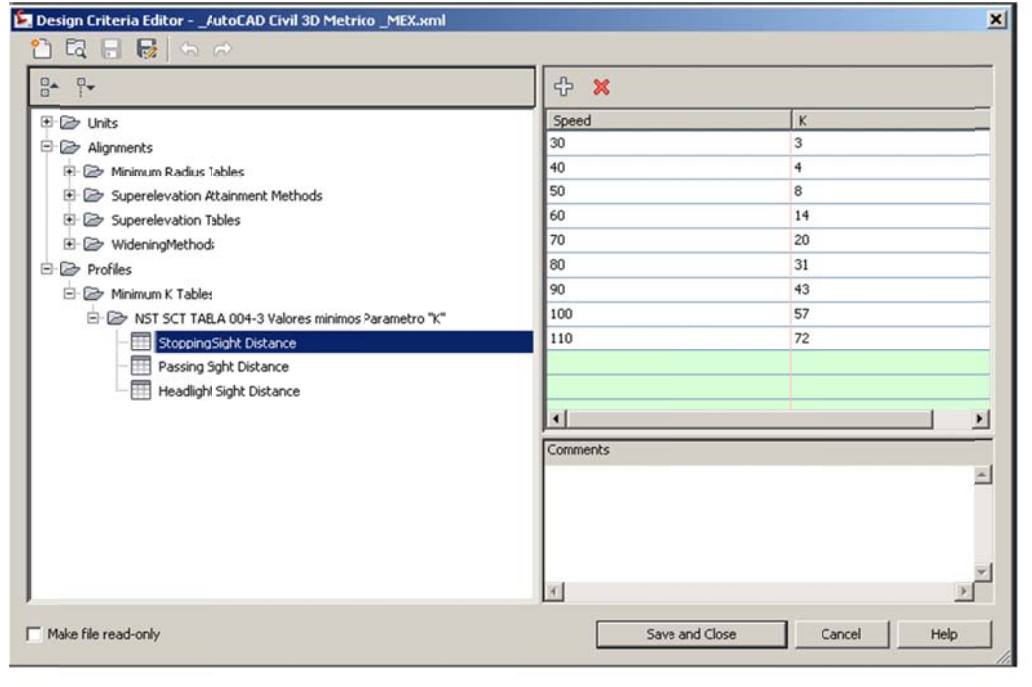 Design Criteria Editor - _AutoCAD Civil 3D Metrico _MEX.xml
Units
Alignments
Minimum Radius Tables
Superelevation Attainment Methods
Superelevation Tables
WideningMethods
Profiles
Minimum K Tables
NST SCT TABLA 004-3 Valores minimos Parametro "K"
StoppingSight Distance
Passing Sight Distance
Headlight Sight Distance
Speed K
30 3
40 4
50 8
60 14
70 20
80 31
90 43
100 57
110 72
Comments
Make file read-only
Save and Close Cancel Help